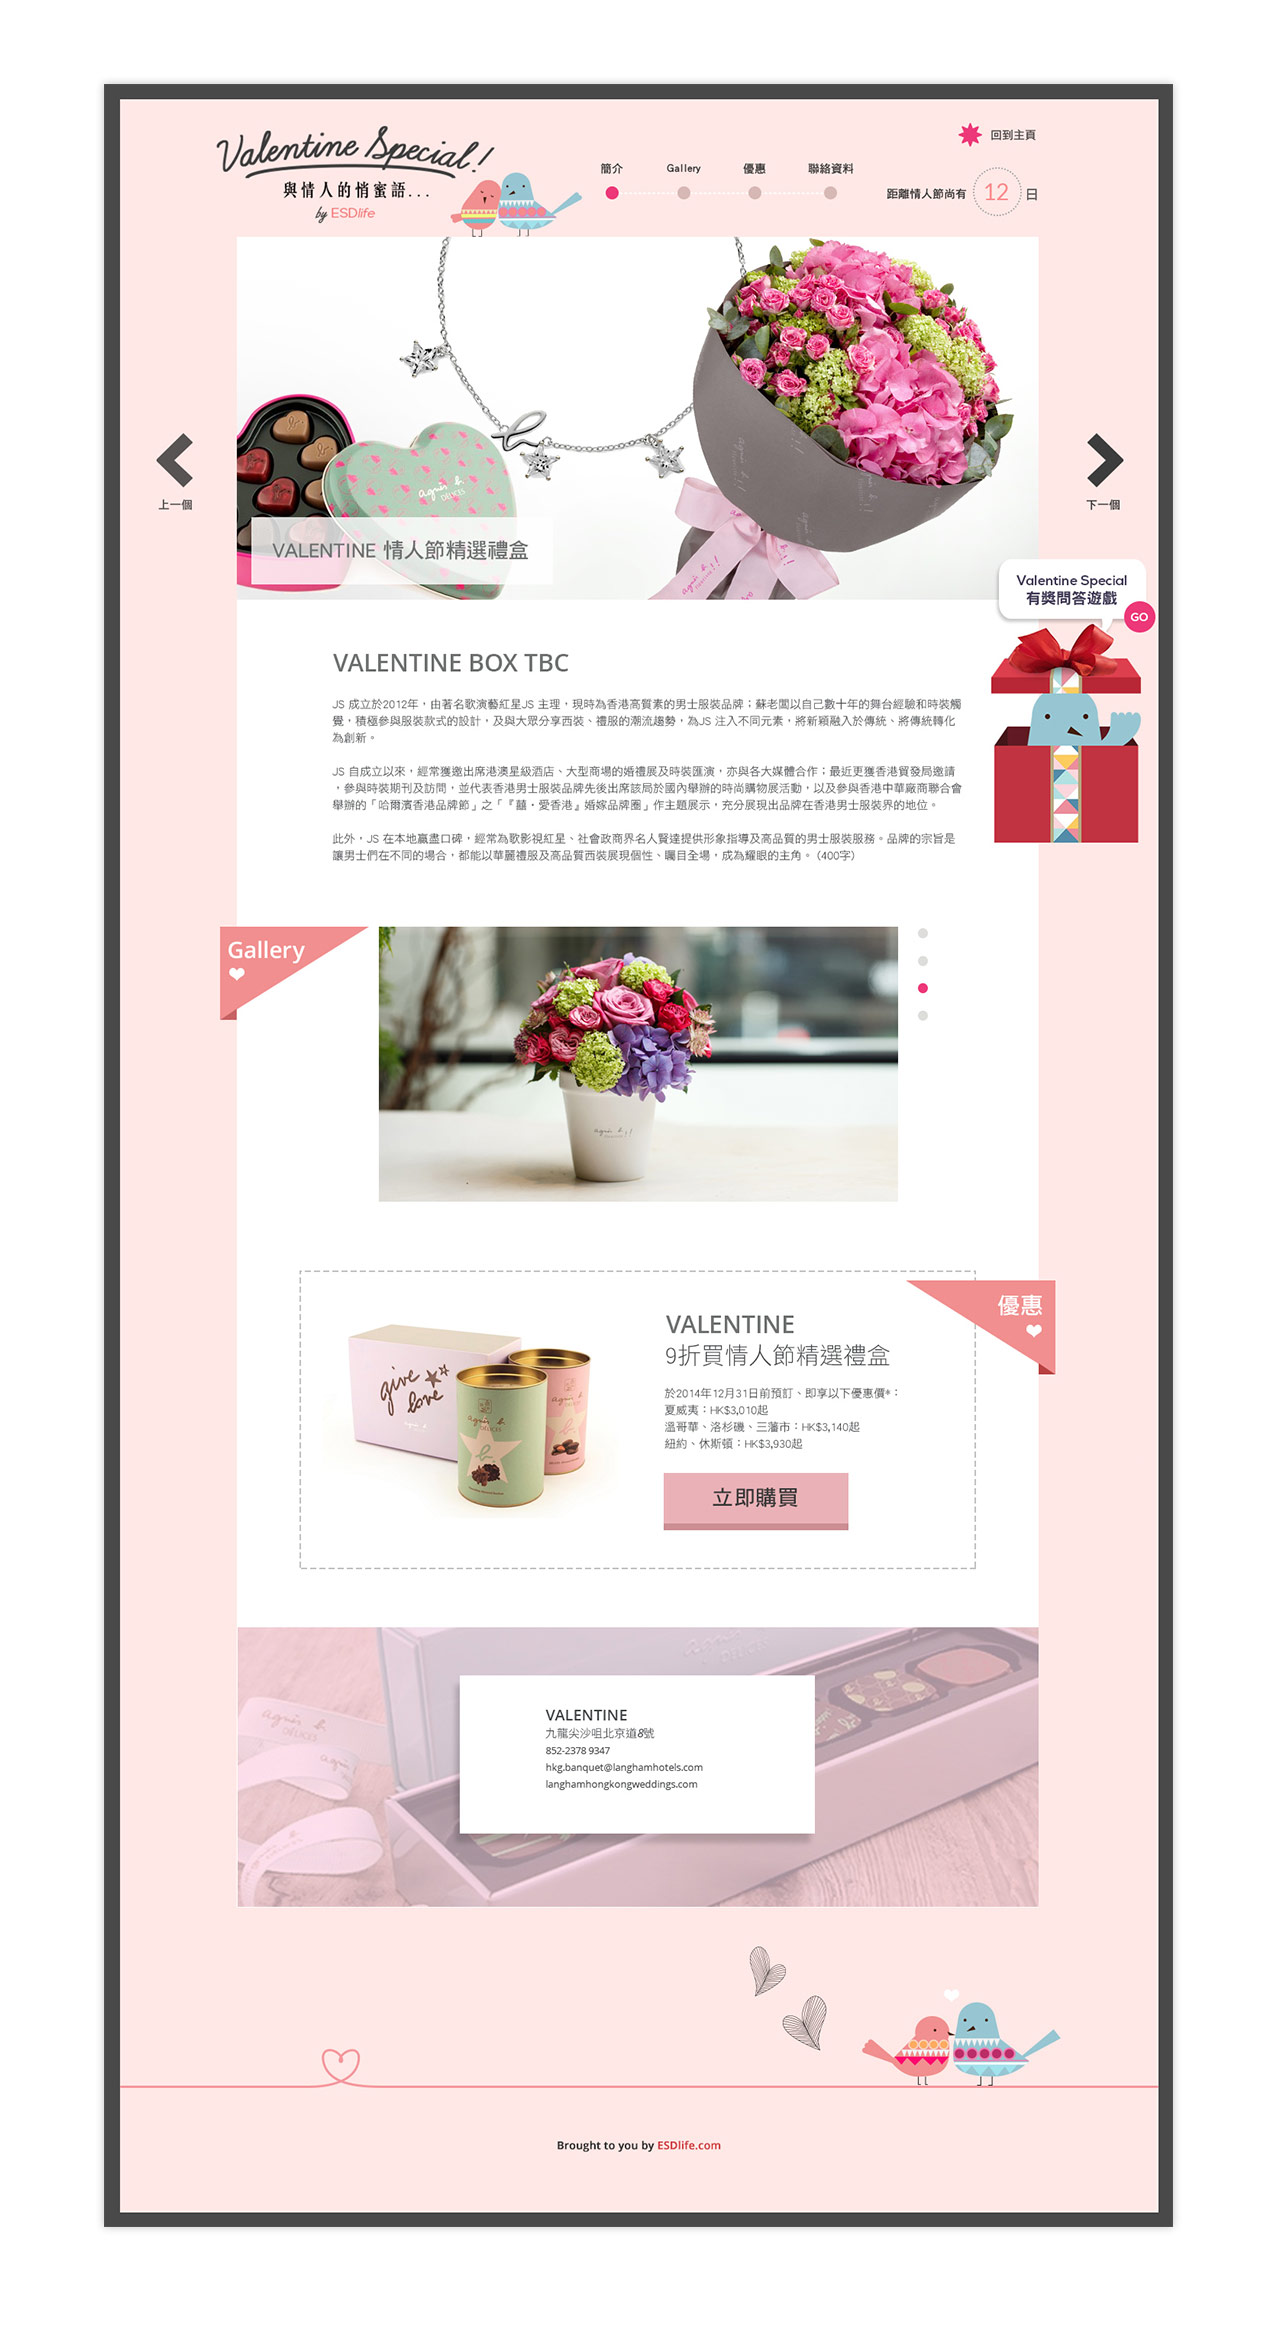 Valentine Special!
與情人的悄蜜語...
by ESDlife
回到主頁
簡介
Gallery
優惠
聯絡資料
距離情人節尚有 12 日
上一個
下一個
agnès b.
DÉLICES
VALENTINE 情人節精選禮盒
Valentine Special
有獎問答遊戲
GO
VALENTINE BOX TBC
JS 成立於2012年，由著名歌演藝紅星JS 主理，現時為香港高質素的男士服裝品牌；蘇老闆以自己數十年的舞台經驗和時裝觸
覺，積極參與服裝款式的設計，及與大眾分享西裝、禮服的潮流趨勢，為JS 注入不同元素，將新穎融入於傳統、將傳統轉化
為創新。
JS 自成立以來，經常獲邀出席港澳星級酒店、大型商場的婚禮展及時裝匯演，亦與各大媒體合作；最近更獲香港貿發局邀請
，參與時裝期刊及訪問，並代表香港男士服裝品牌先後出席該局於國內舉辦的時尚購物展活動，以及參與香港中華廠商聯合會
舉辦的「哈爾濱香港品牌節」之「『囍・愛香港』婚嫁品牌圈」作主題展示，充分展現出品牌在香港男士服裝界的地位。
此外，JS 在本地贏盡口碑，經常為歌影視紅星、社會政商界名人賢達提供形象指導及高品質的男士服裝服務。品牌的宗旨是
讓男士們在不同的場合，都能以華麗禮服及高品質西裝展現個性、矚目全場，成為耀眼的主角。（400字）
Gallery
agnès b.
優惠
give
love
agnès b.
DÉLICES
VALENTINE
9折買情人節精選禮盒
於2014年12月31日前預訂、即享以下優惠價*：
夏威夷：HK$3,010起
溫哥華、洛杉磯、三藩市：HK$3,140起
紐約、休斯頓：HK$3,930起
立即購買
agnès b.
DÉLICES
VALENTINE
九龍尖沙咀北京道8號
852-2378 9347
hkg.banquet@langhamhotels.com
langhamhongkongweddings.com
Brought to you by ESDlife.com